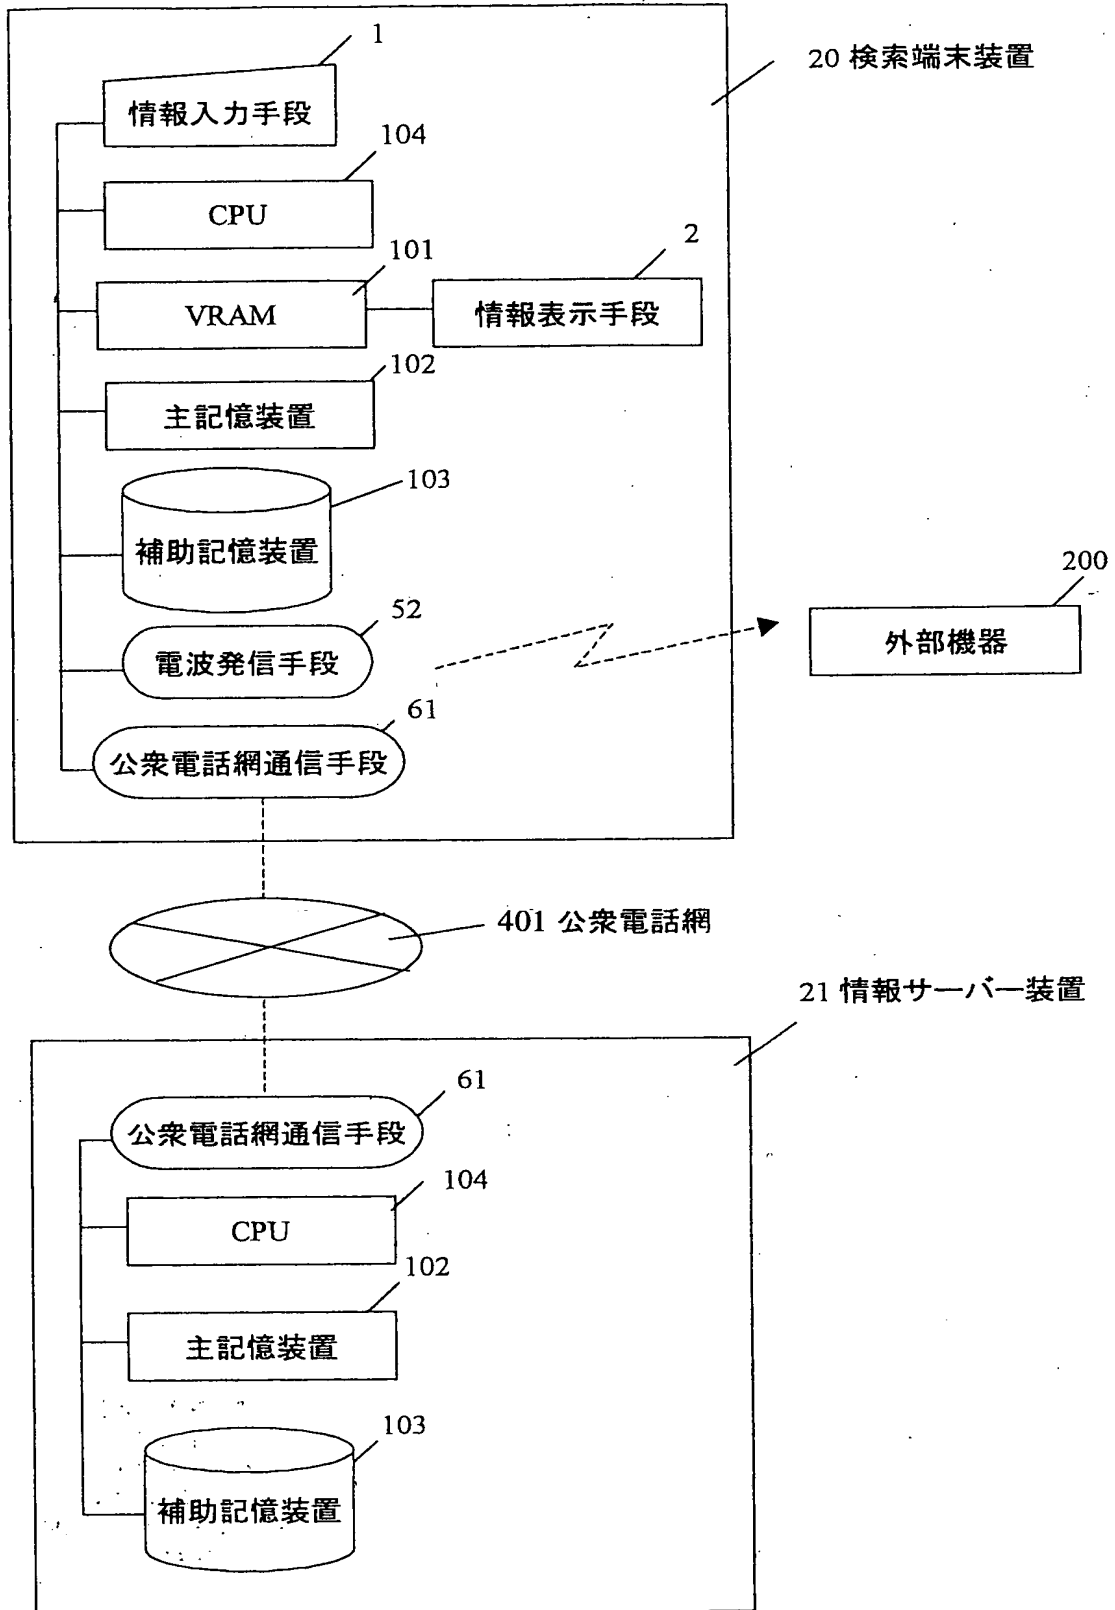 1
20 検索端末装置
情報入力手段
104
CPU
101
2
VRAM
情報表示手段
102
主記憶装置
103
補助記憶装置
200
外部機器
52
電波発信手段
61
公衆電話網通信手段
401 公衆電話網
21 情報サーバー装置
61
公衆電話網通信手段
104
CPU
102
主記憶装置
103
補助記憶装置